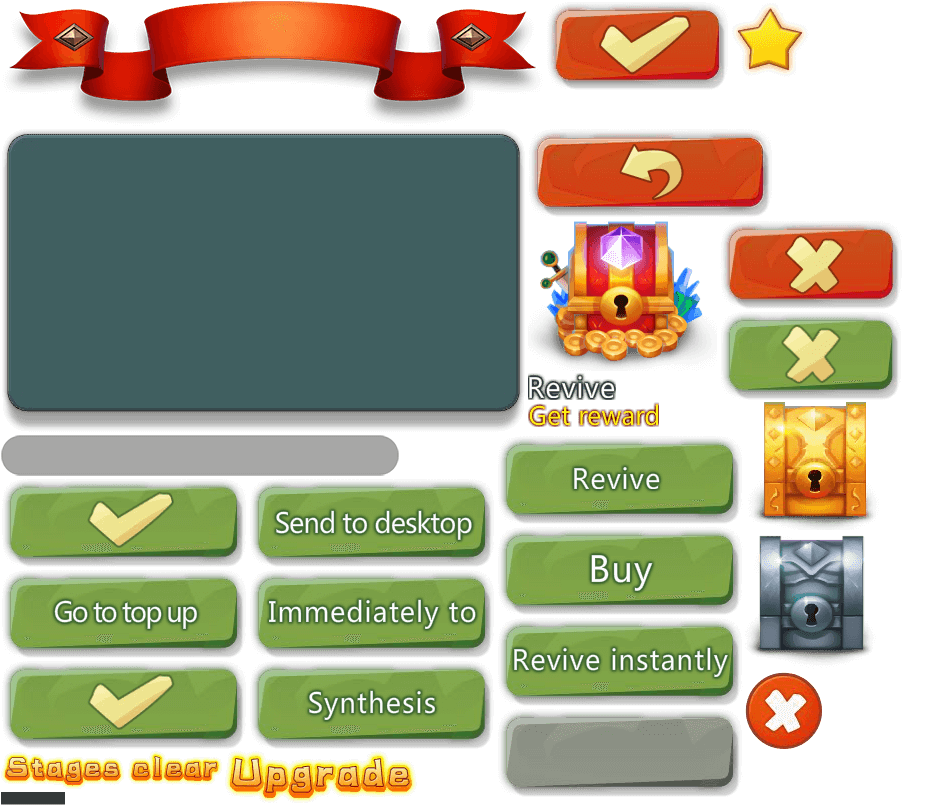 Revive
Get reward
Revive
Send to desktop
Buy
Go to top up
Immediately to
Revive instantly
Synthesis
Stages clear
Upgrade